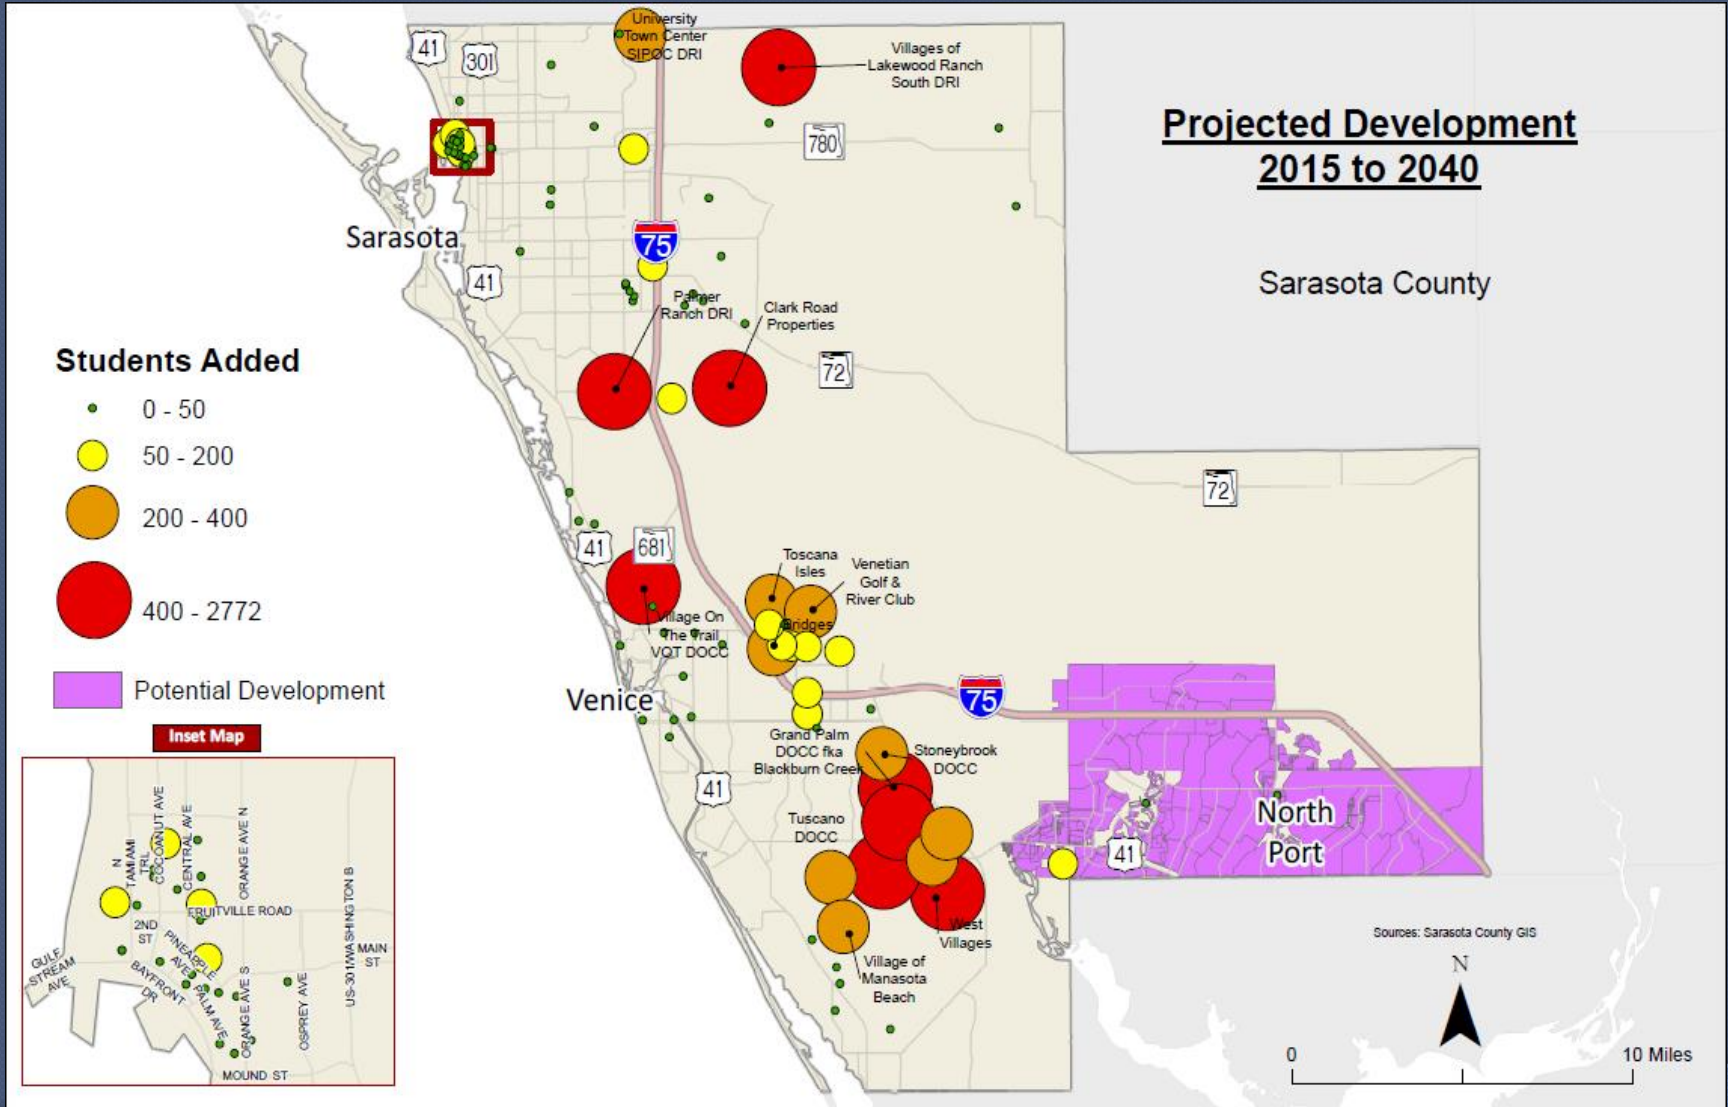 University
Town Center
SIPOC DRI
Villages of
Lakewood Ranch
South DRI
41
301
780
Projected Development
2015 to 2040
Sarasota County
Sarasota
75
41
Palmer
Ranch DRI
Clark Road
Properties
72
72
Students Added
0 - 50
50 - 200
200 - 400
400 - 2772
Potential Development
41
681
Toscana
Isles
Venetian
Golf &
River Club
Bridges
Village On
The Trail
VOT DOCC
Venice
75
Grand Palm
DOCC fka
Blackburn Creek
Stoneybrook
DOCC
41
Tuscano
DOCC
North
Port
41
West
Villages
Village of
Manasota
Beach
Inset Map
N
TAMIAMI
TRL
COCOANUT AVE
CENTRAL AVE
ORANGE AVE N
FRUITVILLE ROAD
2ND
ST
PINEAPPLE
AVE
GULF
STREAM
AVE
BAYFRONT
DR
PALM AVE
ORANGE AVE S
OSPREY AVE
US-301/WASHINGTON B
MAIN
ST
MOUND ST
Sources: Sarasota County GIS
N
0
10 Miles